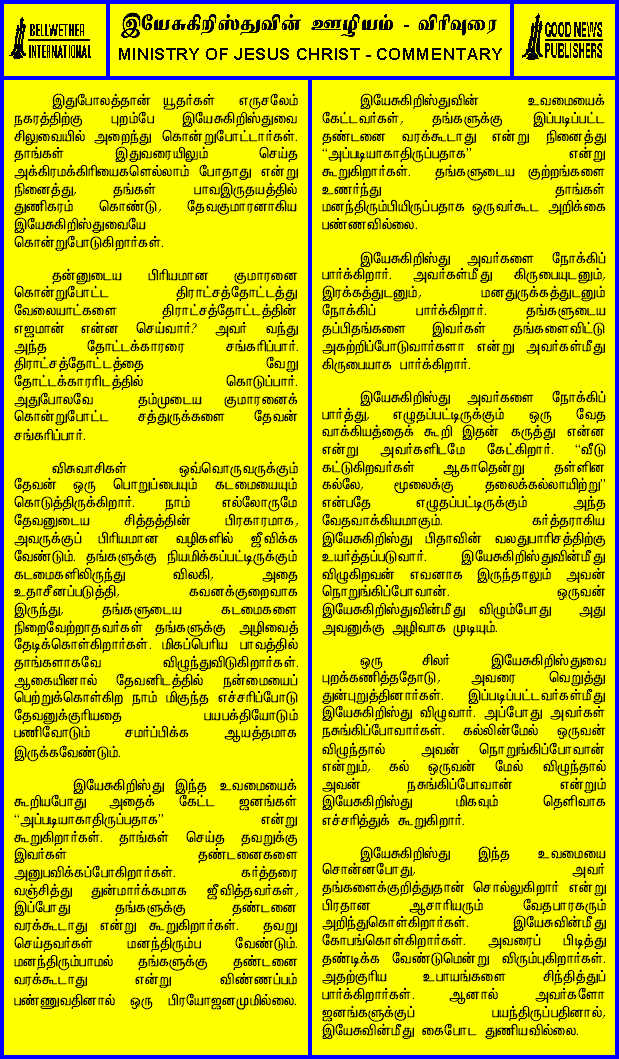 BELLWETHER
INTERNATIONAL
இயேசுகிறிஸ்துவின் ஊழியம் - விரிவுரை
MINISTRY OF JESUS CHRIST - COMMENTARY
GOOD NEWS
PUBLISHERS
இதுபோலத்தான் யூதர்கள் எருசலேம்
நகரத்திற்கு புறம்பே இயேசுகிறிஸ்துவை
சிலுவையில் அறைந்து கொன்றுபோட்டார்கள்.
தாங்கள் இதுவரையிலும் செய்த
அக்கிரமக்கிரியைகளெல்லாம் போதாது என்று
நினைத்து, தங்கள் பாவஇருதயத்தில்
துணிகரம் கொண்டு, தேவகுமாரனாகிய
இயேசுகிறிஸ்துவையே
கொன்றுபோடுகிறார்கள்.
தன்னுடைய பிரியமான குமாரனை
கொன்றுபோட்ட திராட்சத்தோட்டத்து
வேலையாட்களை திராட்சத்தோட்டத்தின்
எஜமான் என்ன செய்வார்? அவர் வந்து
அந்த தோட்டக்காரரை சங்கரிப்பார்.
திராட்சத்தோட்டத்தை வேறு
தோட்டக்காரரிடத்தில் கொடுப்பார்.
அதுபோலவே தம்முடைய குமாரனைக்
கொன்றுபோட்ட சத்துருக்களை தேவன்
சங்கரிப்பார்.
விசுவாசிகள் ஒவ்வொருவருக்கும்
தேவன் ஒரு பொறுப்பையும் கடமையையும்
கொடுத்திருக்கிறார். நாம் எல்லோருமே
தேவனுடைய சித்தத்தின் பிரகாரமாக,
அவருக்குப் பிரியமான வழிகளில் ஜீவிக்க
வேண்டும். தங்களுக்கு நியமிக்கப்பட்டிருக்கும்
கடமைகளிலிருந்து விலகி, அதை
உதாசீனப்படுத்தி, கவனக்குறைவாக
இருந்து, தங்களுடைய கடமைகளை
நிறைவேற்றாதவர்கள் தங்களுக்கு அழிவைத்
தேடிக்கொள்கிறார்கள். மிகப்பெரிய பாவத்தில்
தாங்களாகவே விழுந்துவிடுகிறார்கள்.
ஆகையினால் தேவனிடத்தில் நன்மையைப்
பெற்றுக்கொள்கிற நாம் மிகுந்த எச்சரிப்போடு
தேவனுக்குரியதை பயபக்தியோடும்
பணிவோடும் சமர்ப்பிக்க ஆயத்தமாக
இருக்கவேண்டும்.
இயேசுகிறிஸ்து இந்த உவமையைக்
கூறியபோது அதைக் கேட்ட ஜனங்கள்
“அப்படியாகாதிருப்பதாக” என்று
கூறுகிறார்கள். தாங்கள் செய்த தவறுக்கு
இவர்கள் தண்டனைகளை
அனுபவிக்கப்போகிறார்கள். கர்த்தரை
வஞ்சித்து துன்மார்க்கமாக ஜீவித்தவர்கள்,
இப்போது தங்களுக்கு தண்டனை
வரக்கூடாது என்று கூறுகிறார்கள். தவறு
செய்தவர்கள் மனந்திரும்ப வேண்டும்.
மனந்திரும்பாமல் தங்களுக்கு தண்டனை
வரக்கூடாது என்று விண்ணப்பம்
பண்ணுவதினால் ஒரு பிரயோஜனமுமில்லை.
இயேசுகிறிஸ்துவின் உவமையைக்
கேட்டவர்கள், தங்களுக்கு இப்படிப்பட்ட
தண்டனை வரக்கூடாது என்று நினைத்து
“அப்படியாகாதிருப்பதாக” என்று
கூறுகிறார்கள். தங்களுடைய குற்றங்களை
உணர்ந்து தாங்கள்
மனந்திரும்பியிருப்பதாக ஒருவர்கூட அறிக்கை
பண்ணவில்லை.
இயேசுகிறிஸ்து அவர்களை நோக்கிப்
பார்க்கிறார். அவர்கள்மீது கிருபையுடனும்,
இரக்கத்துடனும், மனதுருக்கத்துடனும்
நோக்கிப் பார்க்கிறார். தங்களுடைய
தப்பிதங்களை இவர்கள் தங்களைவிட்டு
அகற்றிப்போடுவார்களா என்று அவர்கள்மீது
கிருபையாக பார்க்கிறார்.
இயேசுகிறிஸ்து அவர்களை நோக்கிப்
பார்த்து, எழுதப்பட்டிருக்கும் ஒரு வேத
வாக்கியத்தைக் கூறி இதன் கருத்து என்ன
என்று அவர்களிடமே கேட்கிறார். “வீடு
கட்டுகிறவர்கள் ஆகாதென்று தள்ளின
கல்லே, மூலைக்கு தலைக்கல்லாயிற்று”
என்பதே எழுதப்பட்டிருக்கும் அந்த
வேதவாக்கியமாகும். கர்த்தராகிய
இயேசுகிறிஸ்து பிதாவின் வலதுபாரிசத்திற்கு
உயர்த்தப்படுவார். இயேசுகிறிஸ்துவின்மீது
விழுகிறவன் எவனாக இருந்தாலும் அவன்
நொறுங்கிப்போவான். ஒருவன்
இயேசுகிறிஸ்துவின்மீது விழும்போது அது
அவனுக்கு அழிவாக முடியும்.
ஒரு சிலர் இயேசுகிறிஸ்துவை
புறக்கணித்ததோடு, அவரை வெறுத்து
துன்புறுத்தினார்கள். இப்படிப்பட்டவர்கள்மீது
இயேசுகிறிஸ்து விழுவார். அப்போது அவர்கள்
நசுங்கிப்போவார்கள். கல்லின்மேல் ஒருவன்
விழுந்தால் அவன் நொறுங்கிப்போவான்
என்றும், கல் ஒருவன் மேல் விழுந்தால்
அவன் நசுங்கிப்போவான் என்றும்
இயேசுகிறிஸ்து மிகவும் தெளிவாக
எச்சரித்துக் கூறுகிறார்.
இயேசுகிறிஸ்து இந்த உவமையை
சொன்னபோது, அவர்
தங்களைக்குறித்துதான் சொல்லுகிறார் என்று
பிரதான ஆசாரியரும் வேதபாரகரும்
அறிந்துகொள்கிறார்கள். இயேசுவின்மீது
கோபங்கொள்கிறார்கள். அவரைப் பிடித்து
தண்டிக்க வேண்டுமென்று விரும்புகிறார்கள்.
அதற்குரிய உபாயங்களை சிந்தித்துப்
பார்க்கிறார்கள். ஆனால் அவர்களோ
ஜனங்களுக்குப் பயந்திருப்பதினால்,
இயேசுவின்மீது கைபோட துணியவில்லை.